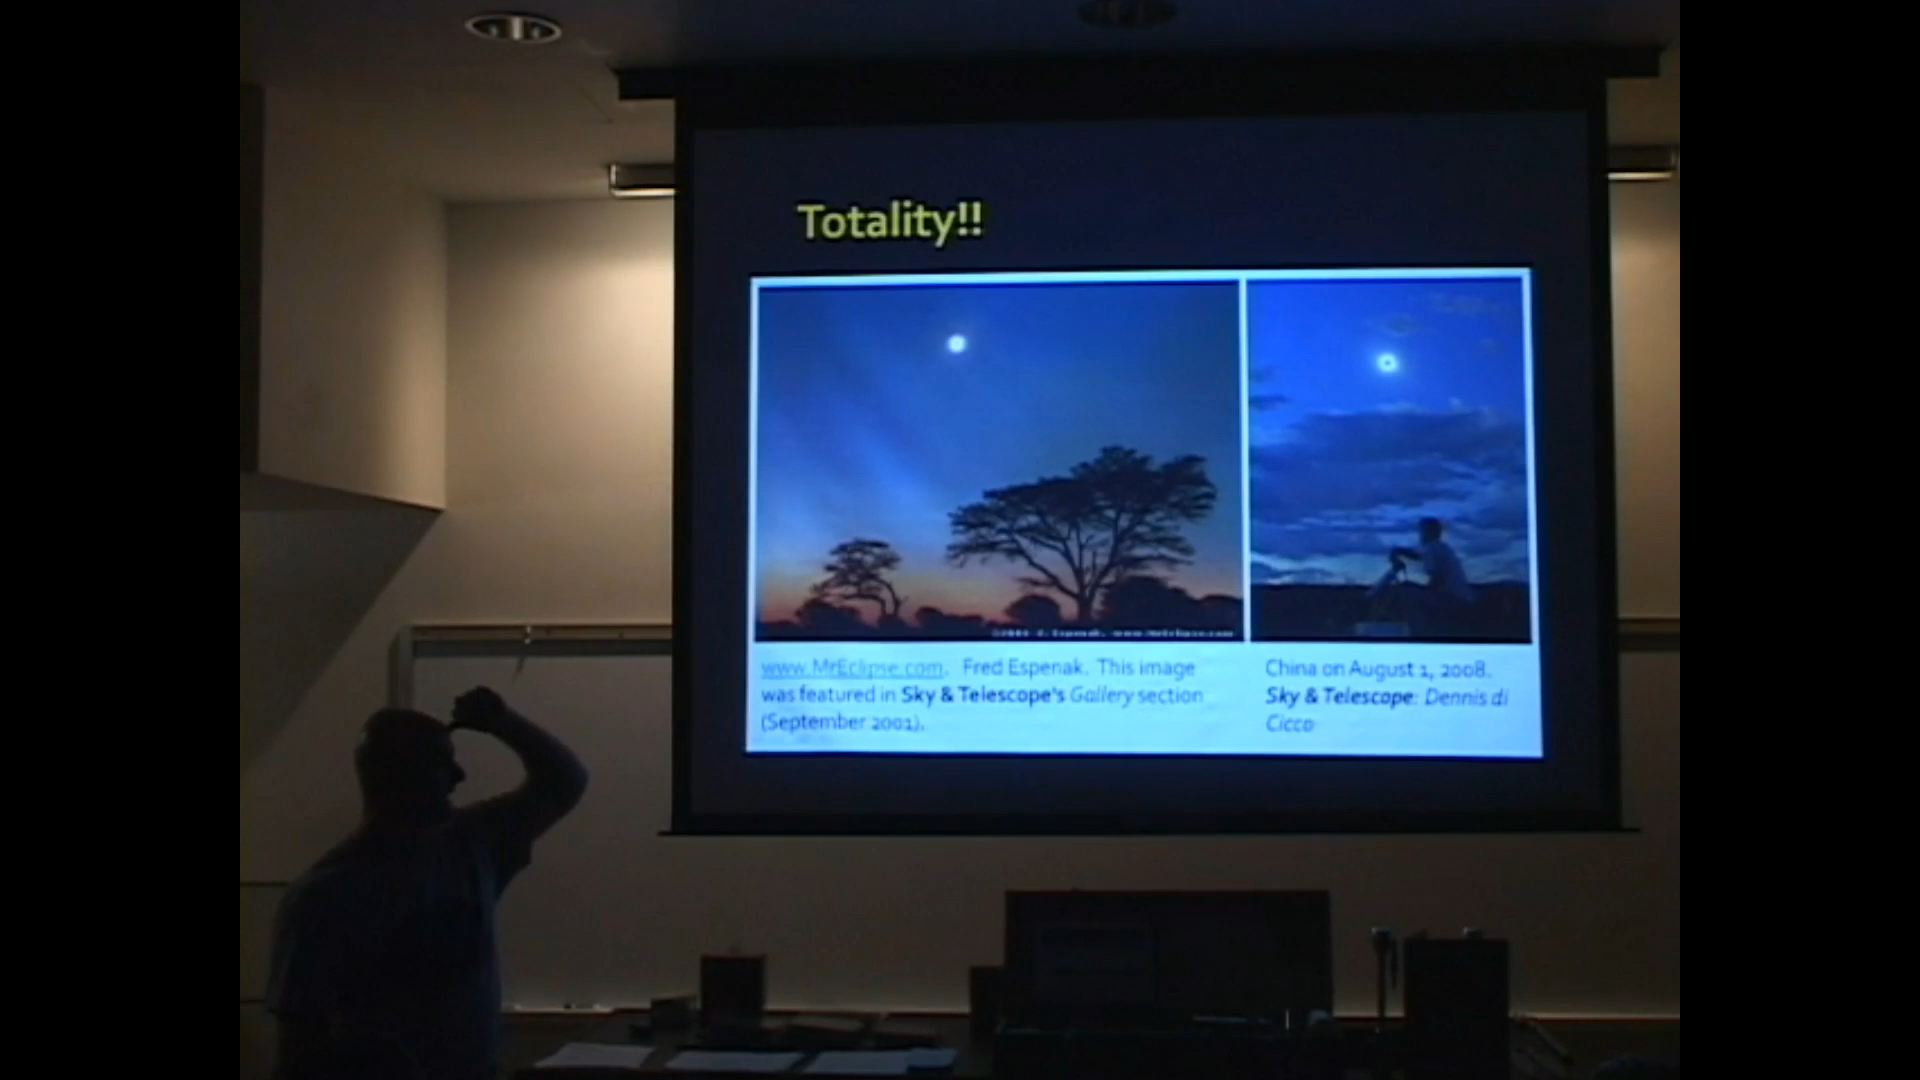 Totality!!
www.MrEclipse.com. Fred Espenak. This image
was featured in Sky & Telescope's Gallery section
(September 2001).
China on August 1, 2008.
Sky & Telescope: Dennis di
Cicco